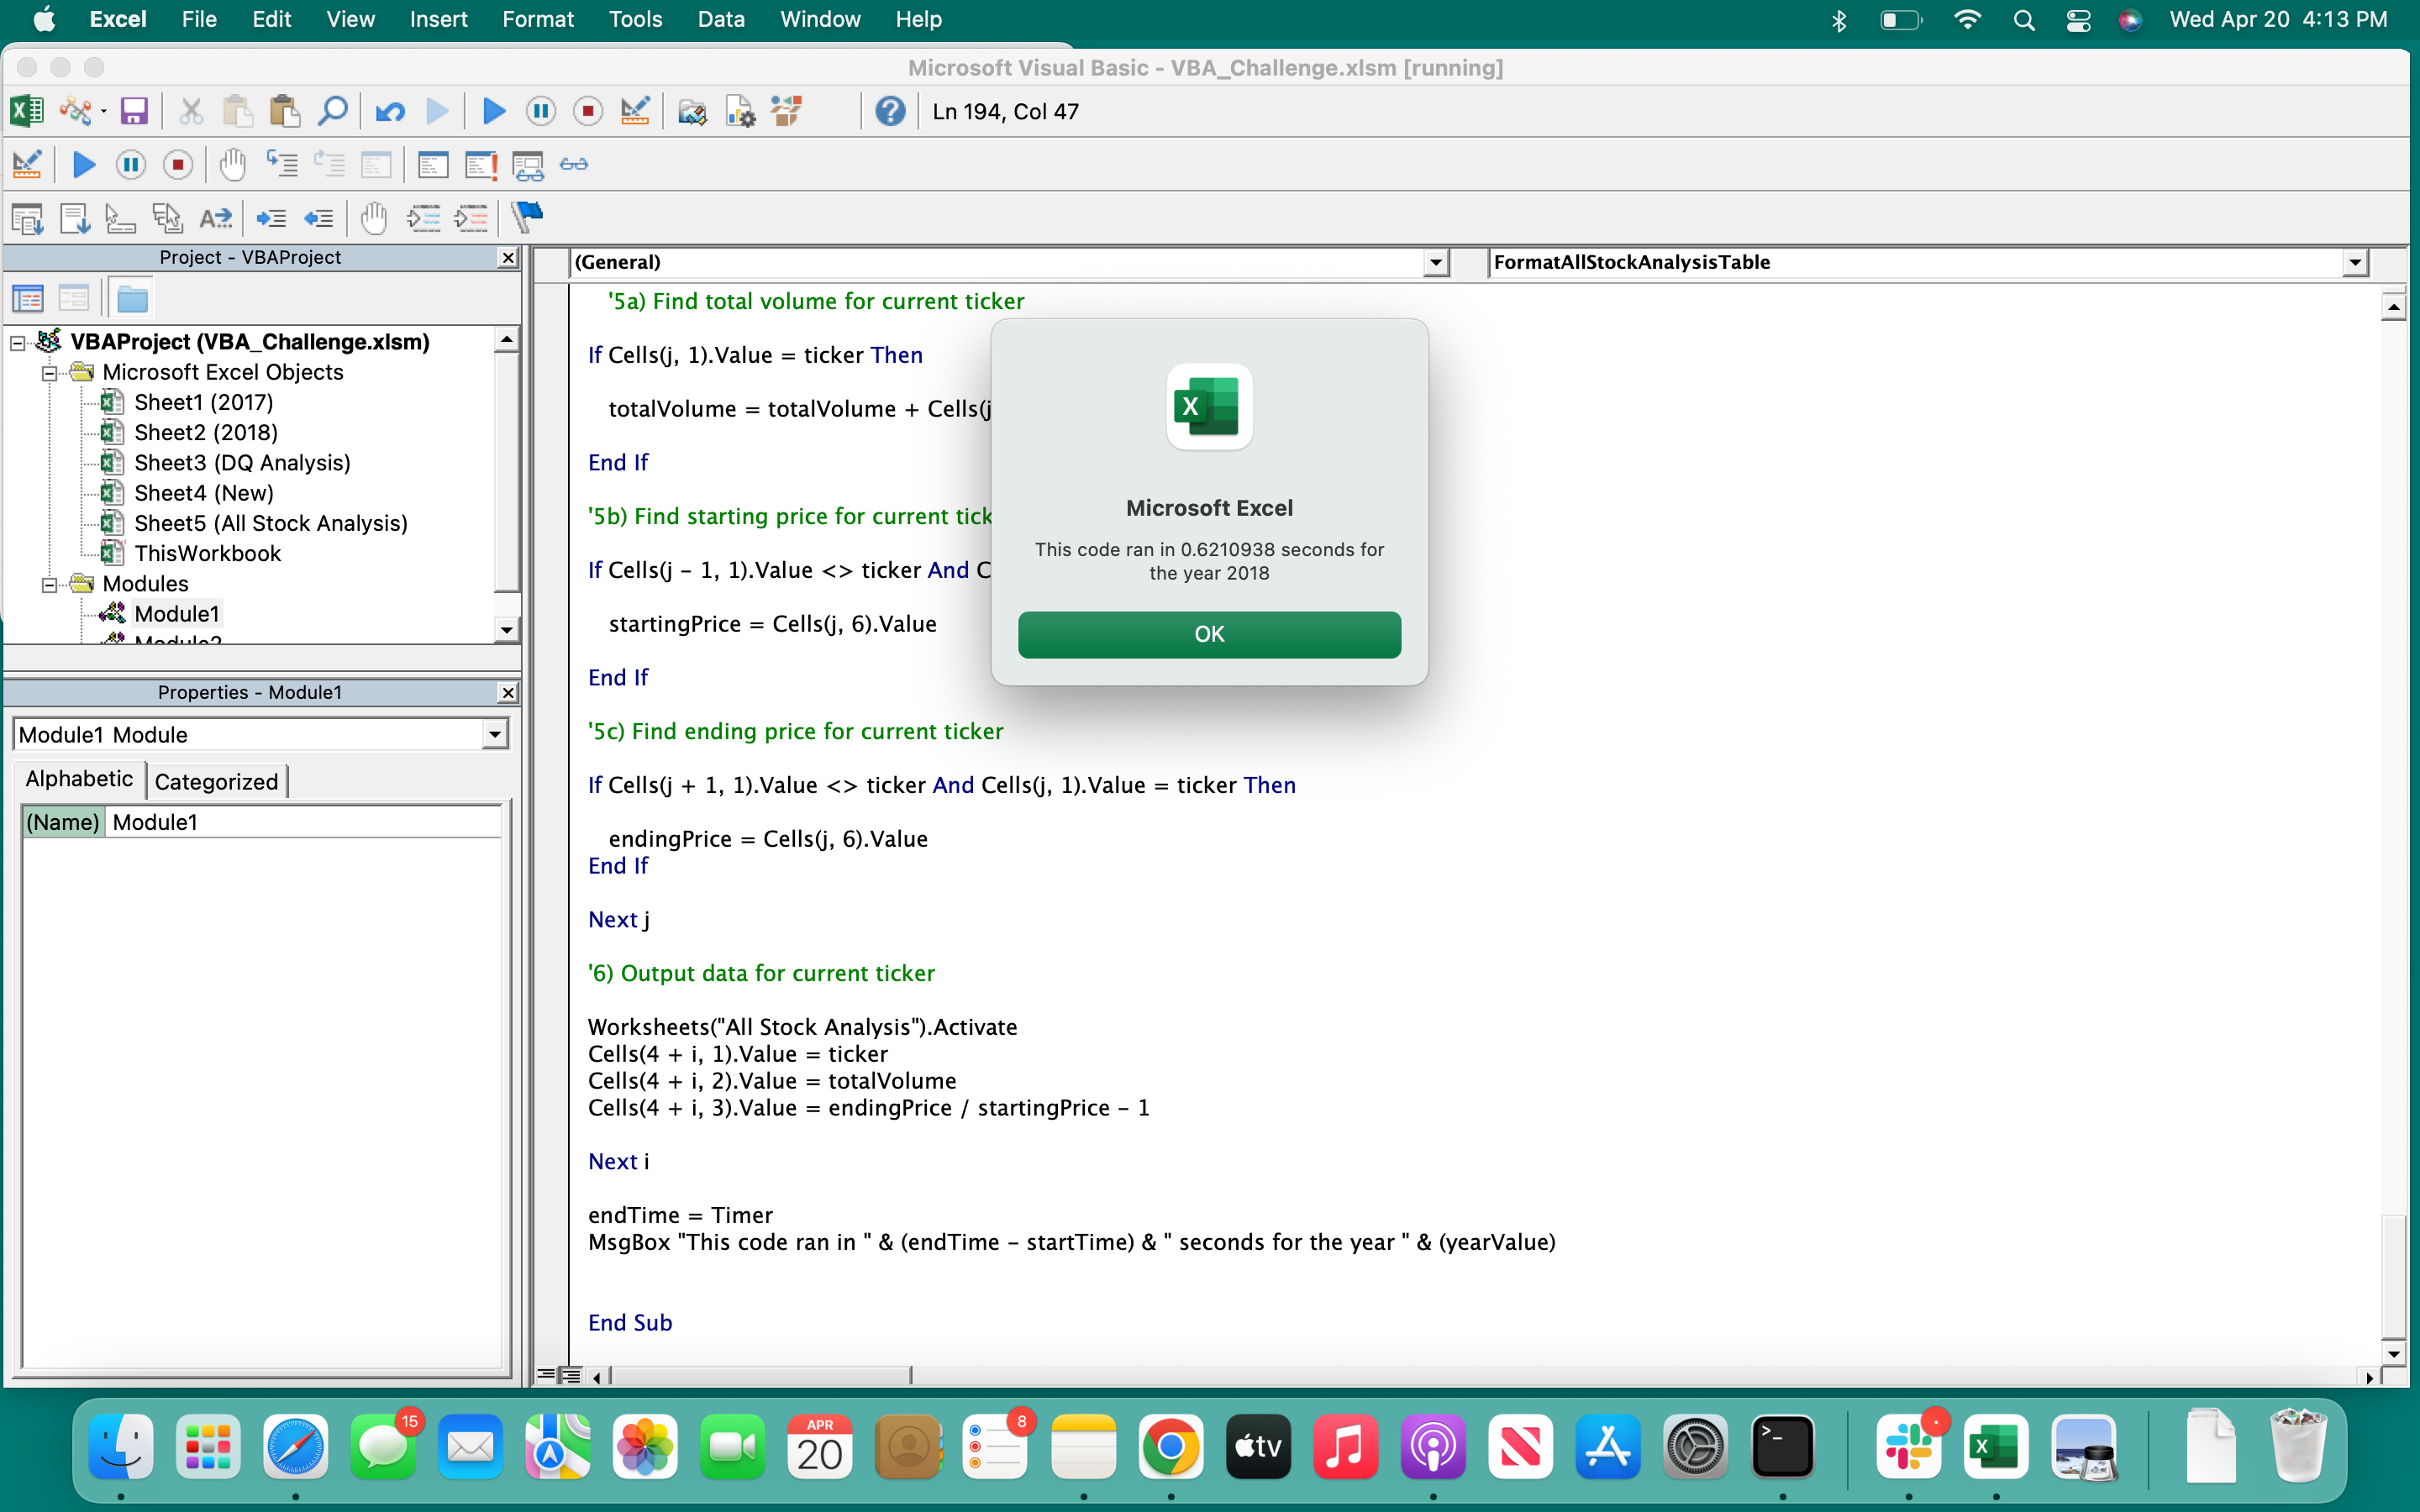 Excel File Edit View Insert Format Tools Data Window Help Wed Apr 20 4:13 PM
Microsoft Visual Basic - VBA_Challenge.xlsm [running]
Ln 194, Col 47
Project - VBAProject
(General) FormatAllStockAnalysisTable
VBAProject (VBA_Challenge.xlsm)
Microsoft Excel Objects
Sheet1 (2017)
Sheet2 (2018)
Sheet3 (DQ Analysis)
Sheet4 (New)
Sheet5 (All Stock Analysis)
ThisWorkbook
Modules
Module1
Properties - Module1
Module1 Module
Alphabetic Categorized
(Name) Module1
'5a) Find total volume for current ticker
If Cells(j, 1).Value = ticker Then
totalVolume = totalVolume + Cells(j
End If
'5b) Find starting price for current tick
If Cells(j - 1, 1).Value <> ticker And C
startingPrice = Cells(j, 6).Value
End If
'5c) Find ending price for current ticker
If Cells(j + 1, 1).Value <> ticker And Cells(j, 1).Value = ticker Then
endingPrice = Cells(j, 6).Value
End If
Next j
'6) Output data for current ticker
Worksheets("All Stock Analysis").Activate
Cells(4 + i, 1).Value = ticker
Cells(4 + i, 2).Value = totalVolume
Cells(4 + i, 3).Value = endingPrice / startingPrice - 1
Next i
endTime = Timer
MsgBox "This code ran in " & (endTime - startTime) & " seconds for the year " & (yearValue)
End Sub
X
Microsoft Excel
This code ran in 0.6210938 seconds for
the year 2018
OK
15
APR
20
8
tv
>_
X